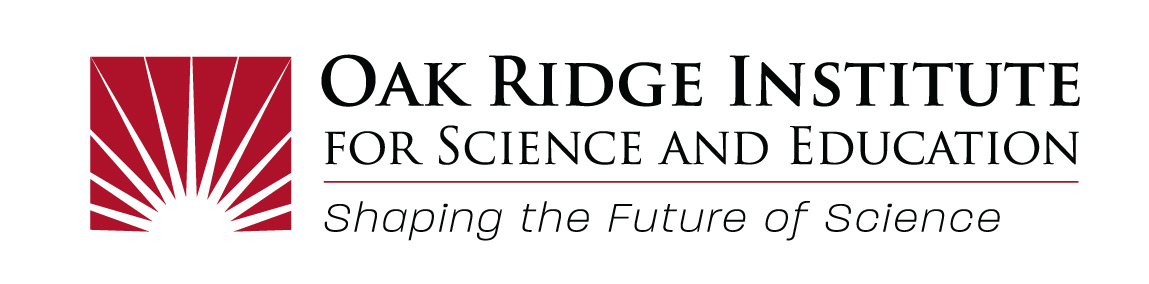 Oak Ridge Institute
for Science and Education
Shaping the Future of Science